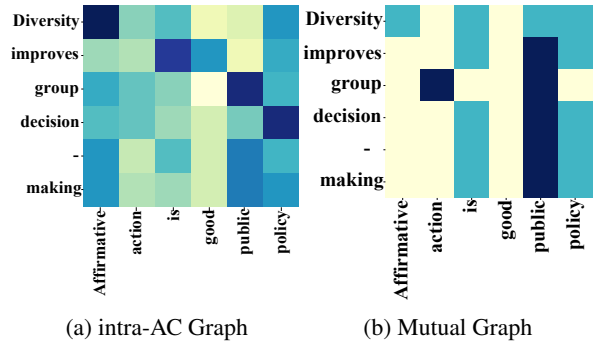 Diversity
improves
group
decision
-
making
Affirmative
action
is
good
public
policy
(a) intra-AC Graph
Diversity
improves
group
decision
-
making
Affirmative
action
is
good
public
policy
(b) Mutual Graph